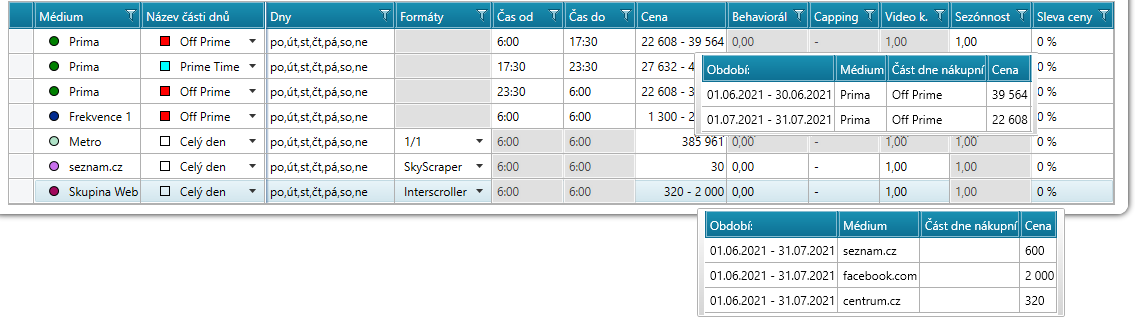 Médium Název části dnů Dny Formáty Čas od Čas do Cena Behaviorál Capping Video k. Sezónnost Sleva ceny
Prima Off Prime po,út,st,čt,pá,so,ne 6:00 17:30 22 608 - 39 564 0,00 - 1,00 1,00 0 %
Prima Prime Time po,út,st,čt,pá,so,ne 17:30 23:30 27 632 - 4
Prima Off Prime po,út,st,čt,pá,so,ne 23:30 6:00 22 608 - 3
Frekvence 1 Off Prime po,út,st,čt,pá,so,ne 1 300 - 2
Metro Celý den po,út,st,čt,pá,so,ne 1/1 6:00 6:00 385 961 0,00 - 1,00 1,00 0 %
seznam.cz Celý den po,út,st,čt,pá,so,ne SkyScraper 6:00 6:00 30 0,00 - 1,00 1,00 0 %
Skupina Web Celý den po,út,st,čt,pá,so,ne Interscroller 6:00 6:00 320 - 2 000 0,00 - 1,00 1,00 0 %
Období: Médium Část dne nákupní Cena
01.06.2021 - 30.06.2021 Prima Off Prime 39 564
01.07.2021 - 31.07.2021 Prima Off Prime 22 608
Období: Médium Část dne nákupní Cena
01.06.2021 - 31.07.2021 seznam.cz 600
01.06.2021 - 31.07.2021 facebook.com 2 000
01.06.2021 - 31.07.2021 centrum.cz 320